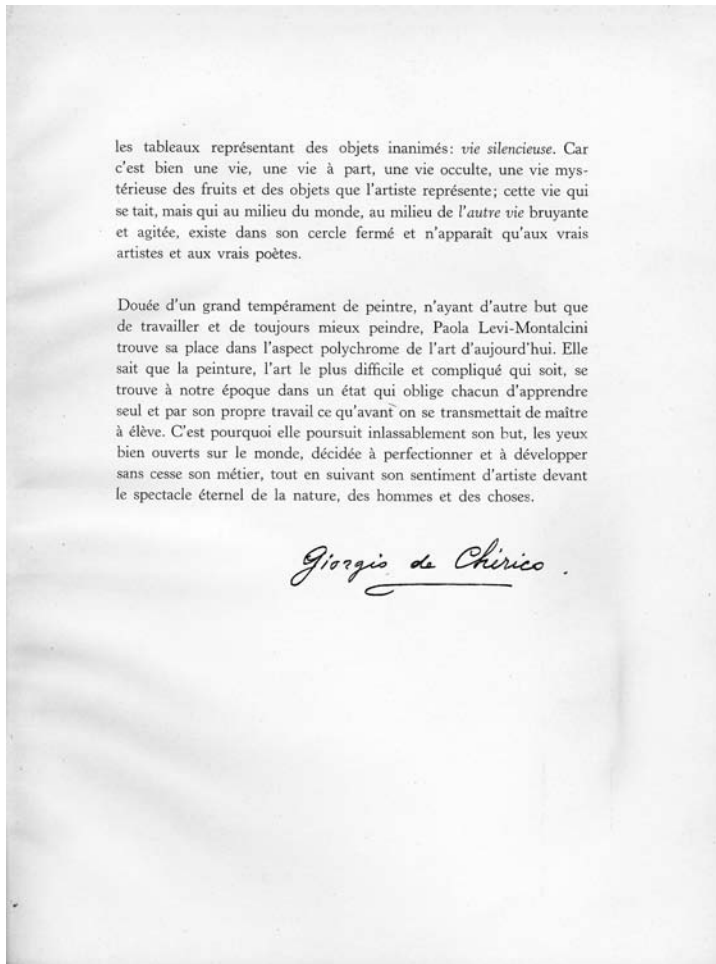 les tableaux représentant des objets inanimés: vie silencieuse. Car
c'est bien une vie, une vie à part, une vie occulte, une vie mys-
térieuse des fruits et des objets que l'artiste représente; cette vie qui
se tait, mais qui au milieu du monde, au milieu de l'autre vie bruyante
et agitée, existe dans son cercle fermé et n'apparaît qu'aux vrais
artistes et aux vrais poètes.
Douée d'un grand tempérament de peintre, n'ayant d'autre but que
de travailler et de toujours mieux peindre, Paola Levi-Montalcini
trouve sa place dans l'aspect polychrome de l'art d'aujourd'hui. Elle
sait que la peinture, l'art le plus difficile et compliqué qui soit, se
trouve à notre époque dans un état qui oblige chacun d'apprendre
seul et par son propre travail ce qu'avant on se transmettait de maître
à élève. C'est pourquoi elle poursuit inlassablement son but, les yeux
bien ouverts sur le monde, décidée à perfectionner et à développer
sans cesse son métier, tout en suivant son sentiment d'artiste devant
le spectacle éternel de la nature, des hommes et des choses.
Giorgio de Chirico.